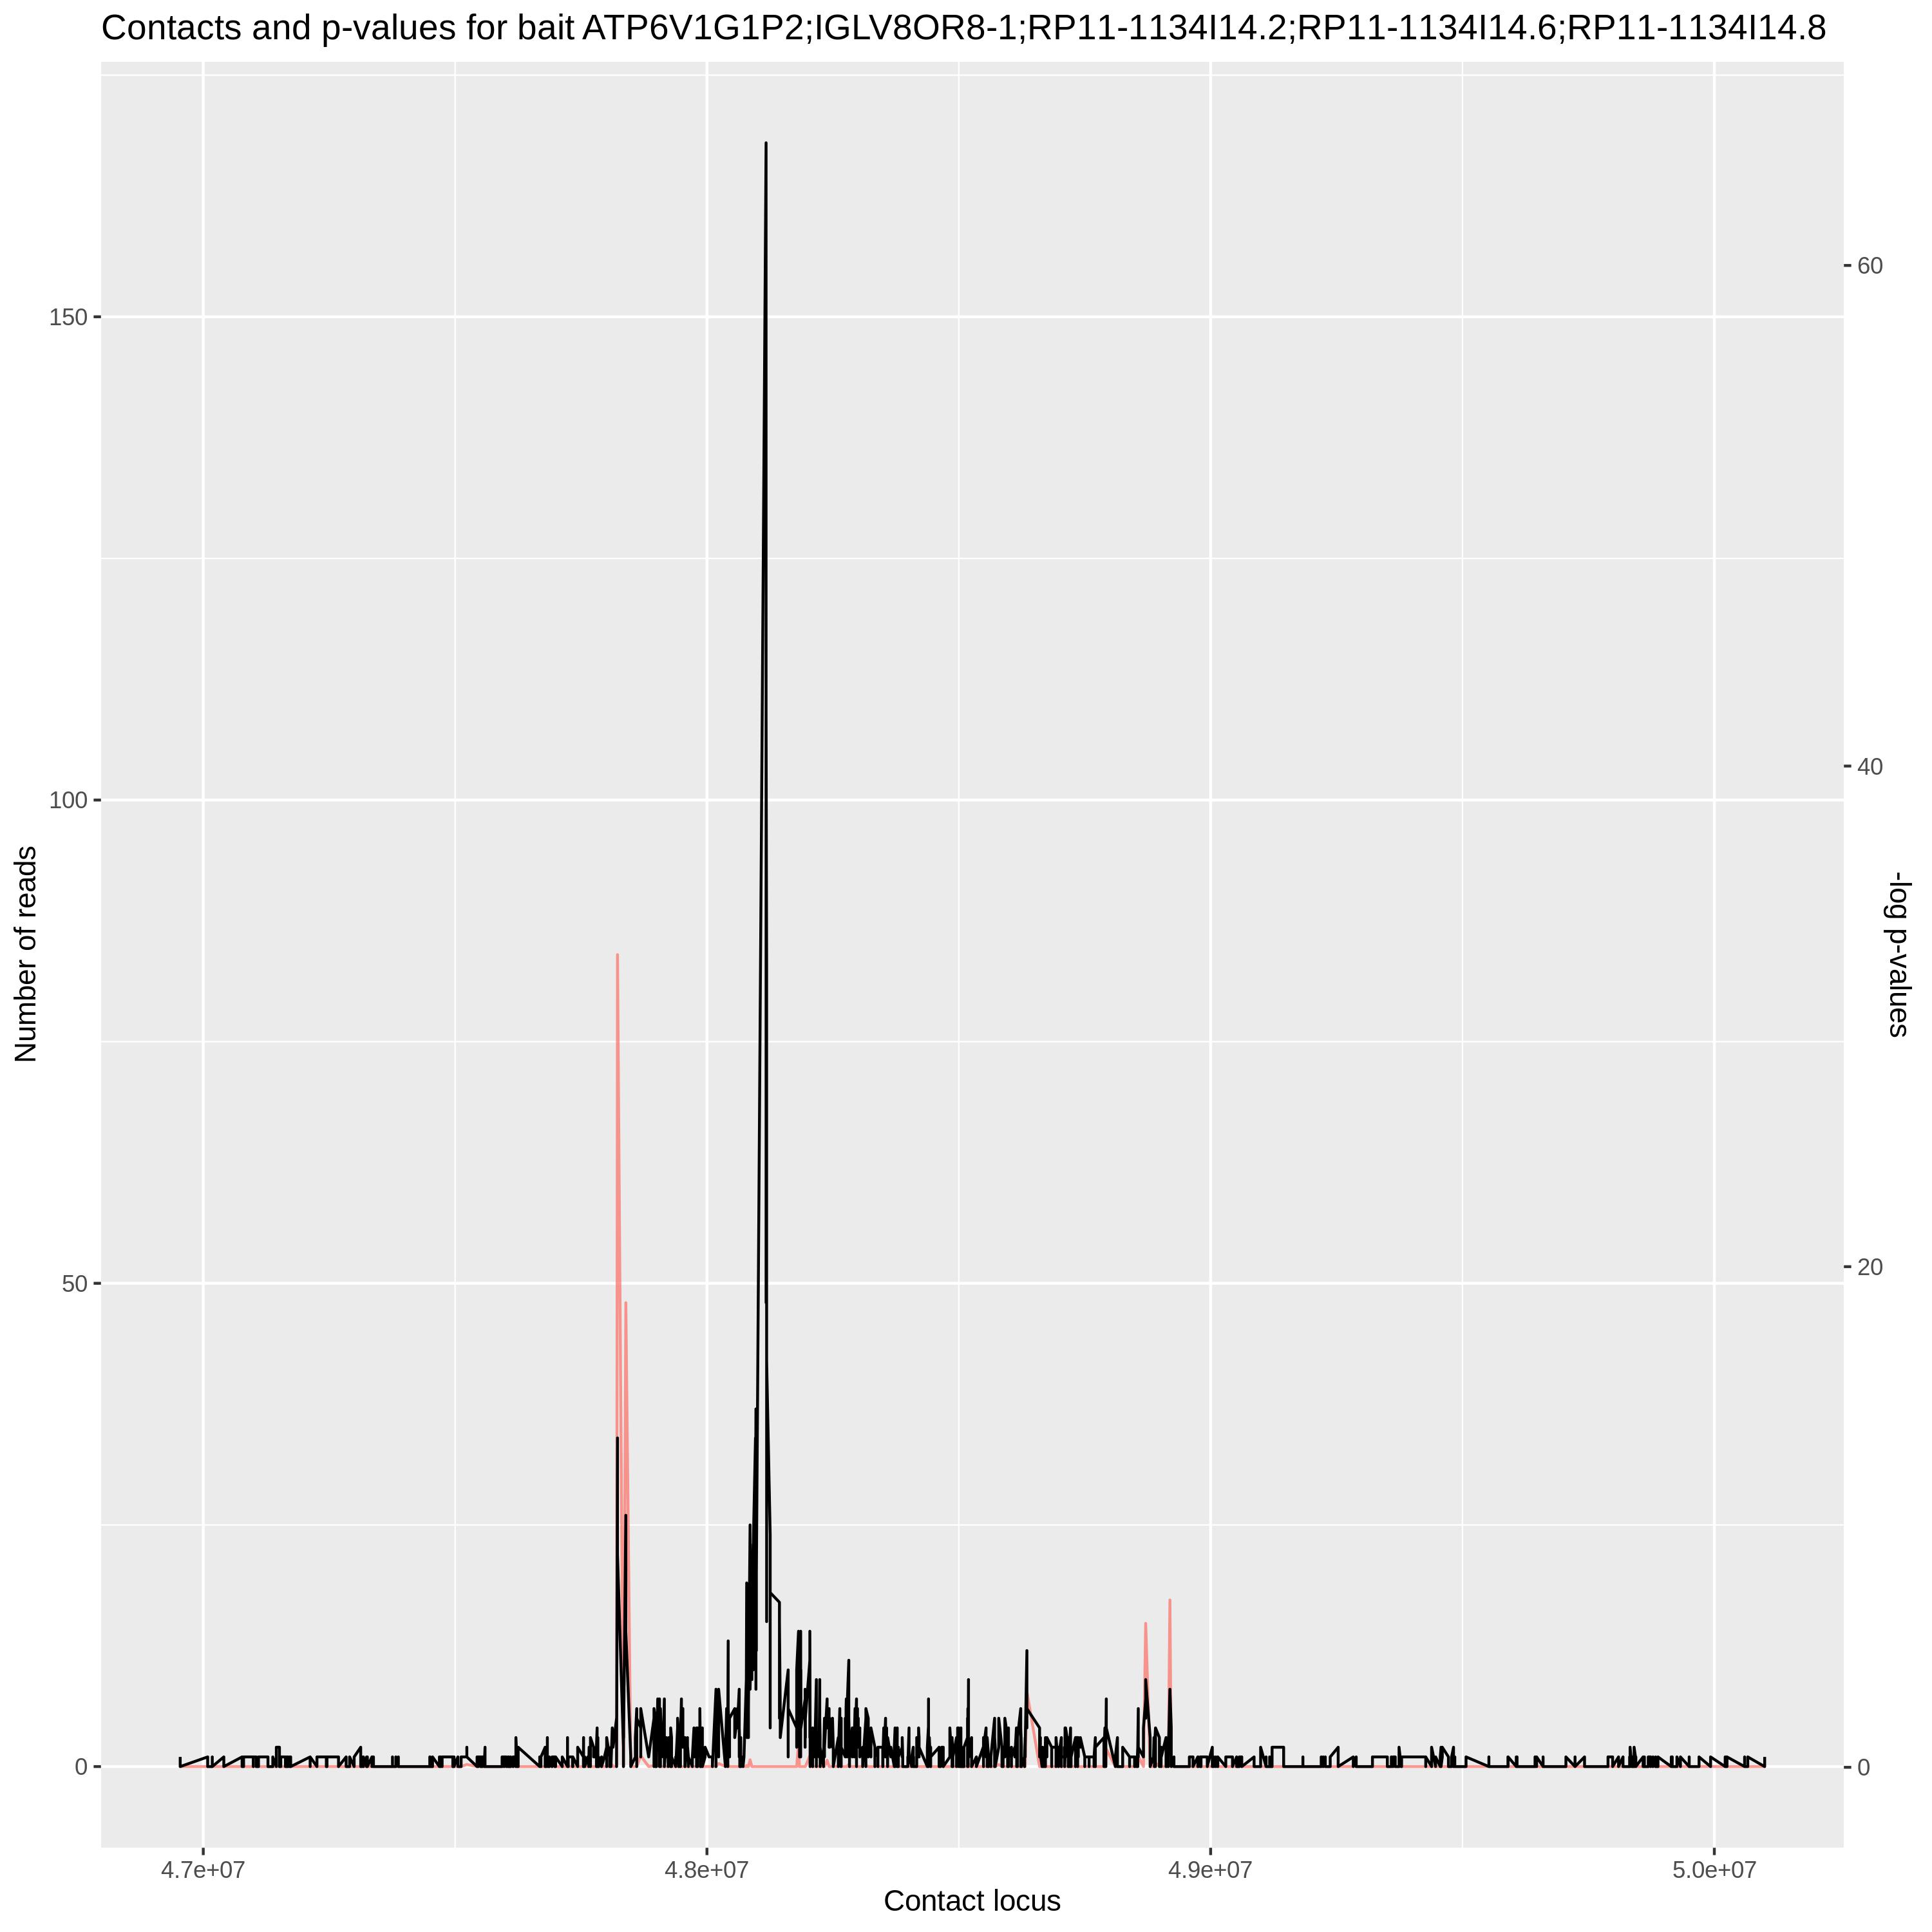 Contacts and p-values for bait ATP6V1G1P2;IGLV8OR8-1;RP11-1134I14.2;RP11-1134I14.6;RP11-1134I14.8
150
100
50
0
Number of reads
60
40
20
0
-log p-values
4.7e+07 4.8e+07 4.9e+07 5.0e+07
Contact locus